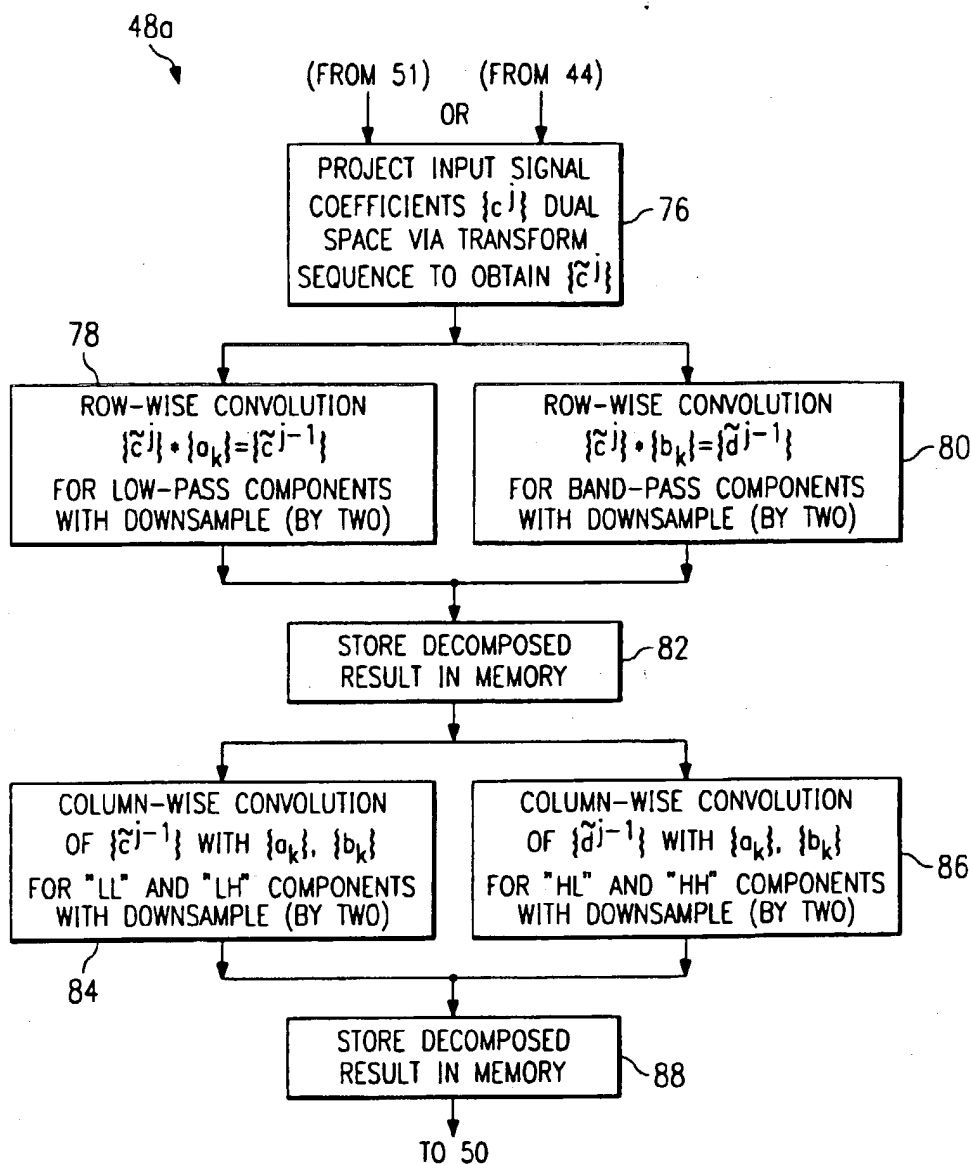 48a
(FROM 51) (FROM 44)
OR
PROJECT INPUT SIGNAL
COEFFICIENTS {c^j} DUAL
SPACE VIA TRANSFORM
SEQUENCE TO OBTAIN {c̃^j}
76
78
ROW-WISE CONVOLUTION
{c̃^j} * {a_k}={c̃^j-1}
FOR LOW-PASS COMPONENTS
WITH DOWNSAMPLE (BY TWO)
ROW-WISE CONVOLUTION
{c̃^j} * {b_k}={d̃^j-1}
FOR BAND-PASS COMPONENTS
WITH DOWNSAMPLE (BY TWO)
80
STORE DECOMPOSED
RESULT IN MEMORY
82
COLUMN-WISE CONVOLUTION
OF {c̃^j-1} WITH {a_k}, {b_k}
FOR "LL" AND "LH" COMPONENTS
WITH DOWNSAMPLE (BY TWO)
84
COLUMN-WISE CONVOLUTION
OF {d̃^j-1} WITH {a_k}, {b_k}
FOR "HL" AND "HH" COMPONENTS
WITH DOWNSAMPLE (BY TWO)
86
STORE DECOMPOSED
RESULT IN MEMORY
88
TO 50